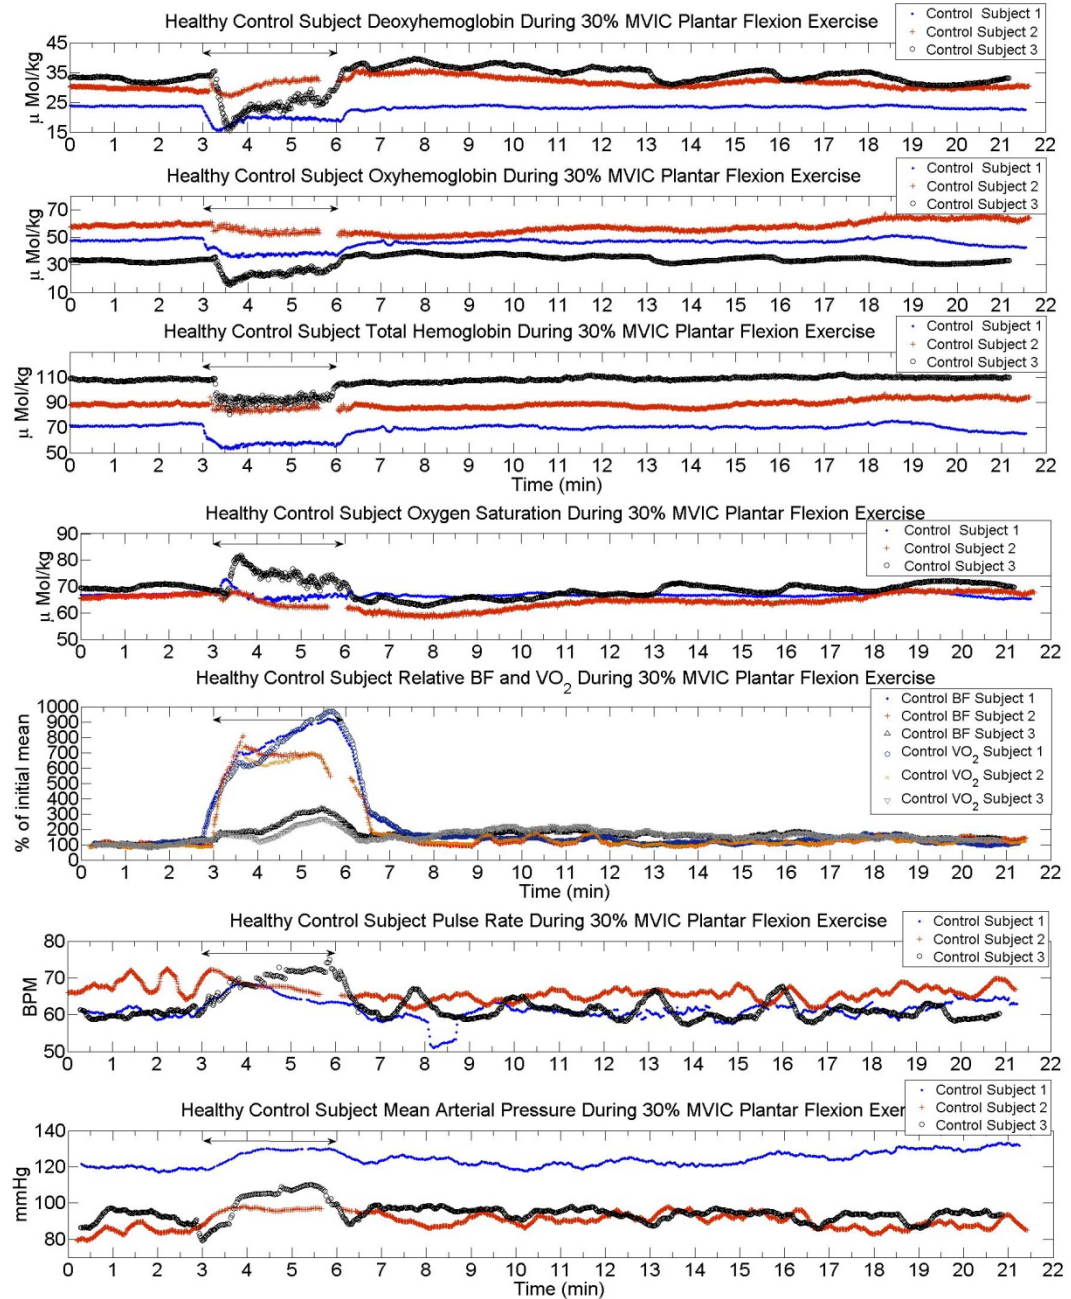 Healthy Control Subject Deoxyhemoglobin During 30% MVIC Plantar Flexion Exercise
Control Subject 1
Control Subject 2
Control Subject 3
μ Mol/kg
45
35
25
15
0 1 2 3 4 5 6 7 8 9 10 11 12 13 14 15 16 17 18 19 20 21 22
Healthy Control Subject Oxyhemoglobin During 30% MVIC Plantar Flexion Exercise
Control Subject 1
Control Subject 2
Control Subject 3
μ Mol/kg
70
50
30
10
0 1 2 3 4 5 6 7 8 9 10 11 12 13 14 15 16 17 18 19 20 21 22
Healthy Control Subject Total Hemoglobin During 30% MVIC Plantar Flexion Exercise
Control Subject 1
Control Subject 2
Control Subject 3
μ Mol/kg
110
90
70
50
0 1 2 3 4 5 6 7 8 9 10 11 12 13 14 15 16 17 18 19 20 21 22
Time (min)
Healthy Control Subject Oxygen Saturation During 30% MVIC Plantar Flexion Exercise
Control Subject 1
Control Subject 2
Control Subject 3
μ Mol/kg
90
80
70
60
50
0 1 2 3 4 5 6 7 8 9 10 11 12 13 14 15 16 17 18 19 20 21 22
Healthy Control Subject Relative BF and VO2 During 30% MVIC Plantar Flexion Exercise
Control BF Subject 1
Control BF Subject 2
Control BF Subject 3
Control VO2 Subject 1
Control VO2 Subject 2
Control VO2 Subject 3
% of initial mean
1000
900
800
700
600
500
400
300
200
100
0
0 1 2 3 4 5 6 7 8 9 10 11 12 13 14 15 16 17 18 19 20 21 22
Time (min)
Healthy Control Subject Pulse Rate During 30% MVIC Plantar Flexion Exercise
Control Subject 1
Control Subject 2
Control Subject 3
BPM
80
70
60
50
0 1 2 3 4 5 6 7 8 9 10 11 12 13 14 15 16 17 18 19 20 21 22
Healthy Control Subject Mean Arterial Pressure During 30% MVIC Plantar Flexion Exer
Control Subject 1
Control Subject 2
Control Subject 3
mmHg
140
120
100
80
0 1 2 3 4 5 6 7 8 9 10 11 12 13 14 15 16 17 18 19 20 21 22
Time (min)